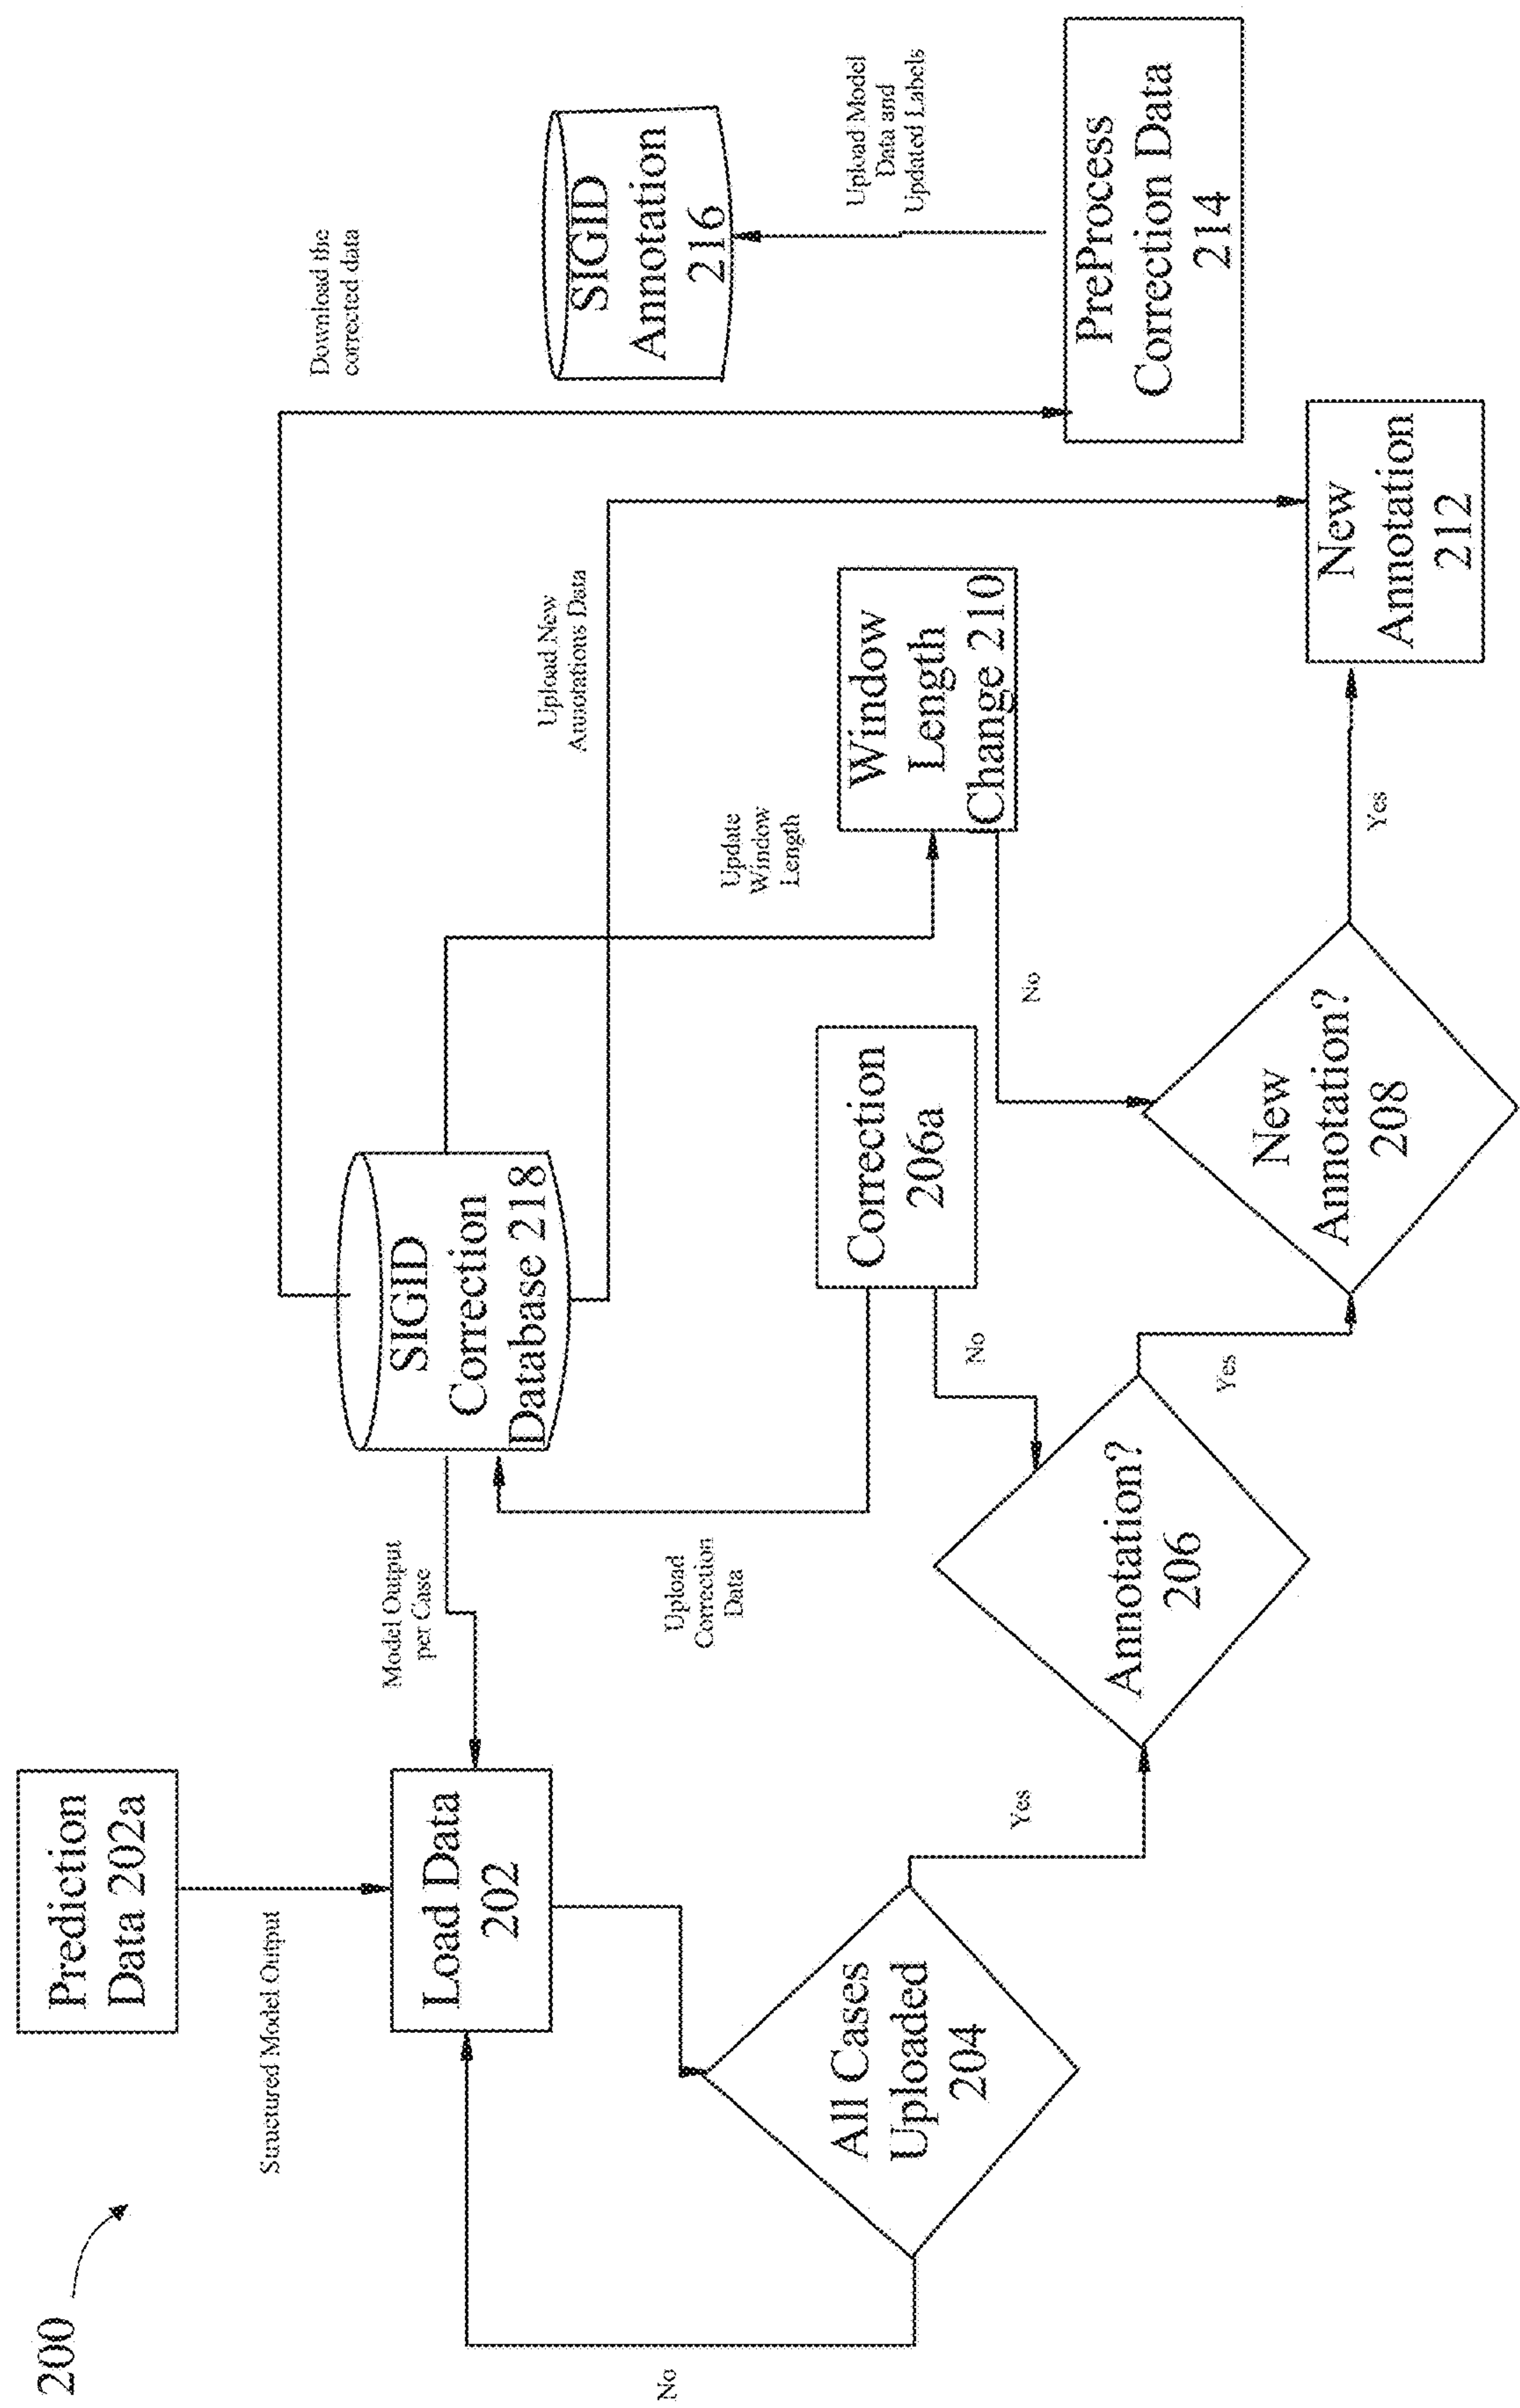 200
Prediction
Data 202a
Structured Model Output
Load Data
202
No
All Cases
Uploaded
204
Yes
Model Output
per Case
SIGID
Correction
Database 218
Upload
Correction
Data
Annotation?
206
No
Correction
206a
Yes
New
Annotation?
208
No
Update
Window
Length
Window
Length
Change 210
Yes
Upload New
Annotations Data
New
Annotation
212
Download the
corrected data
SIGID
Annotation
216
Upload Model
Data and
Updated Labels
PreProcess
Correction Data
214